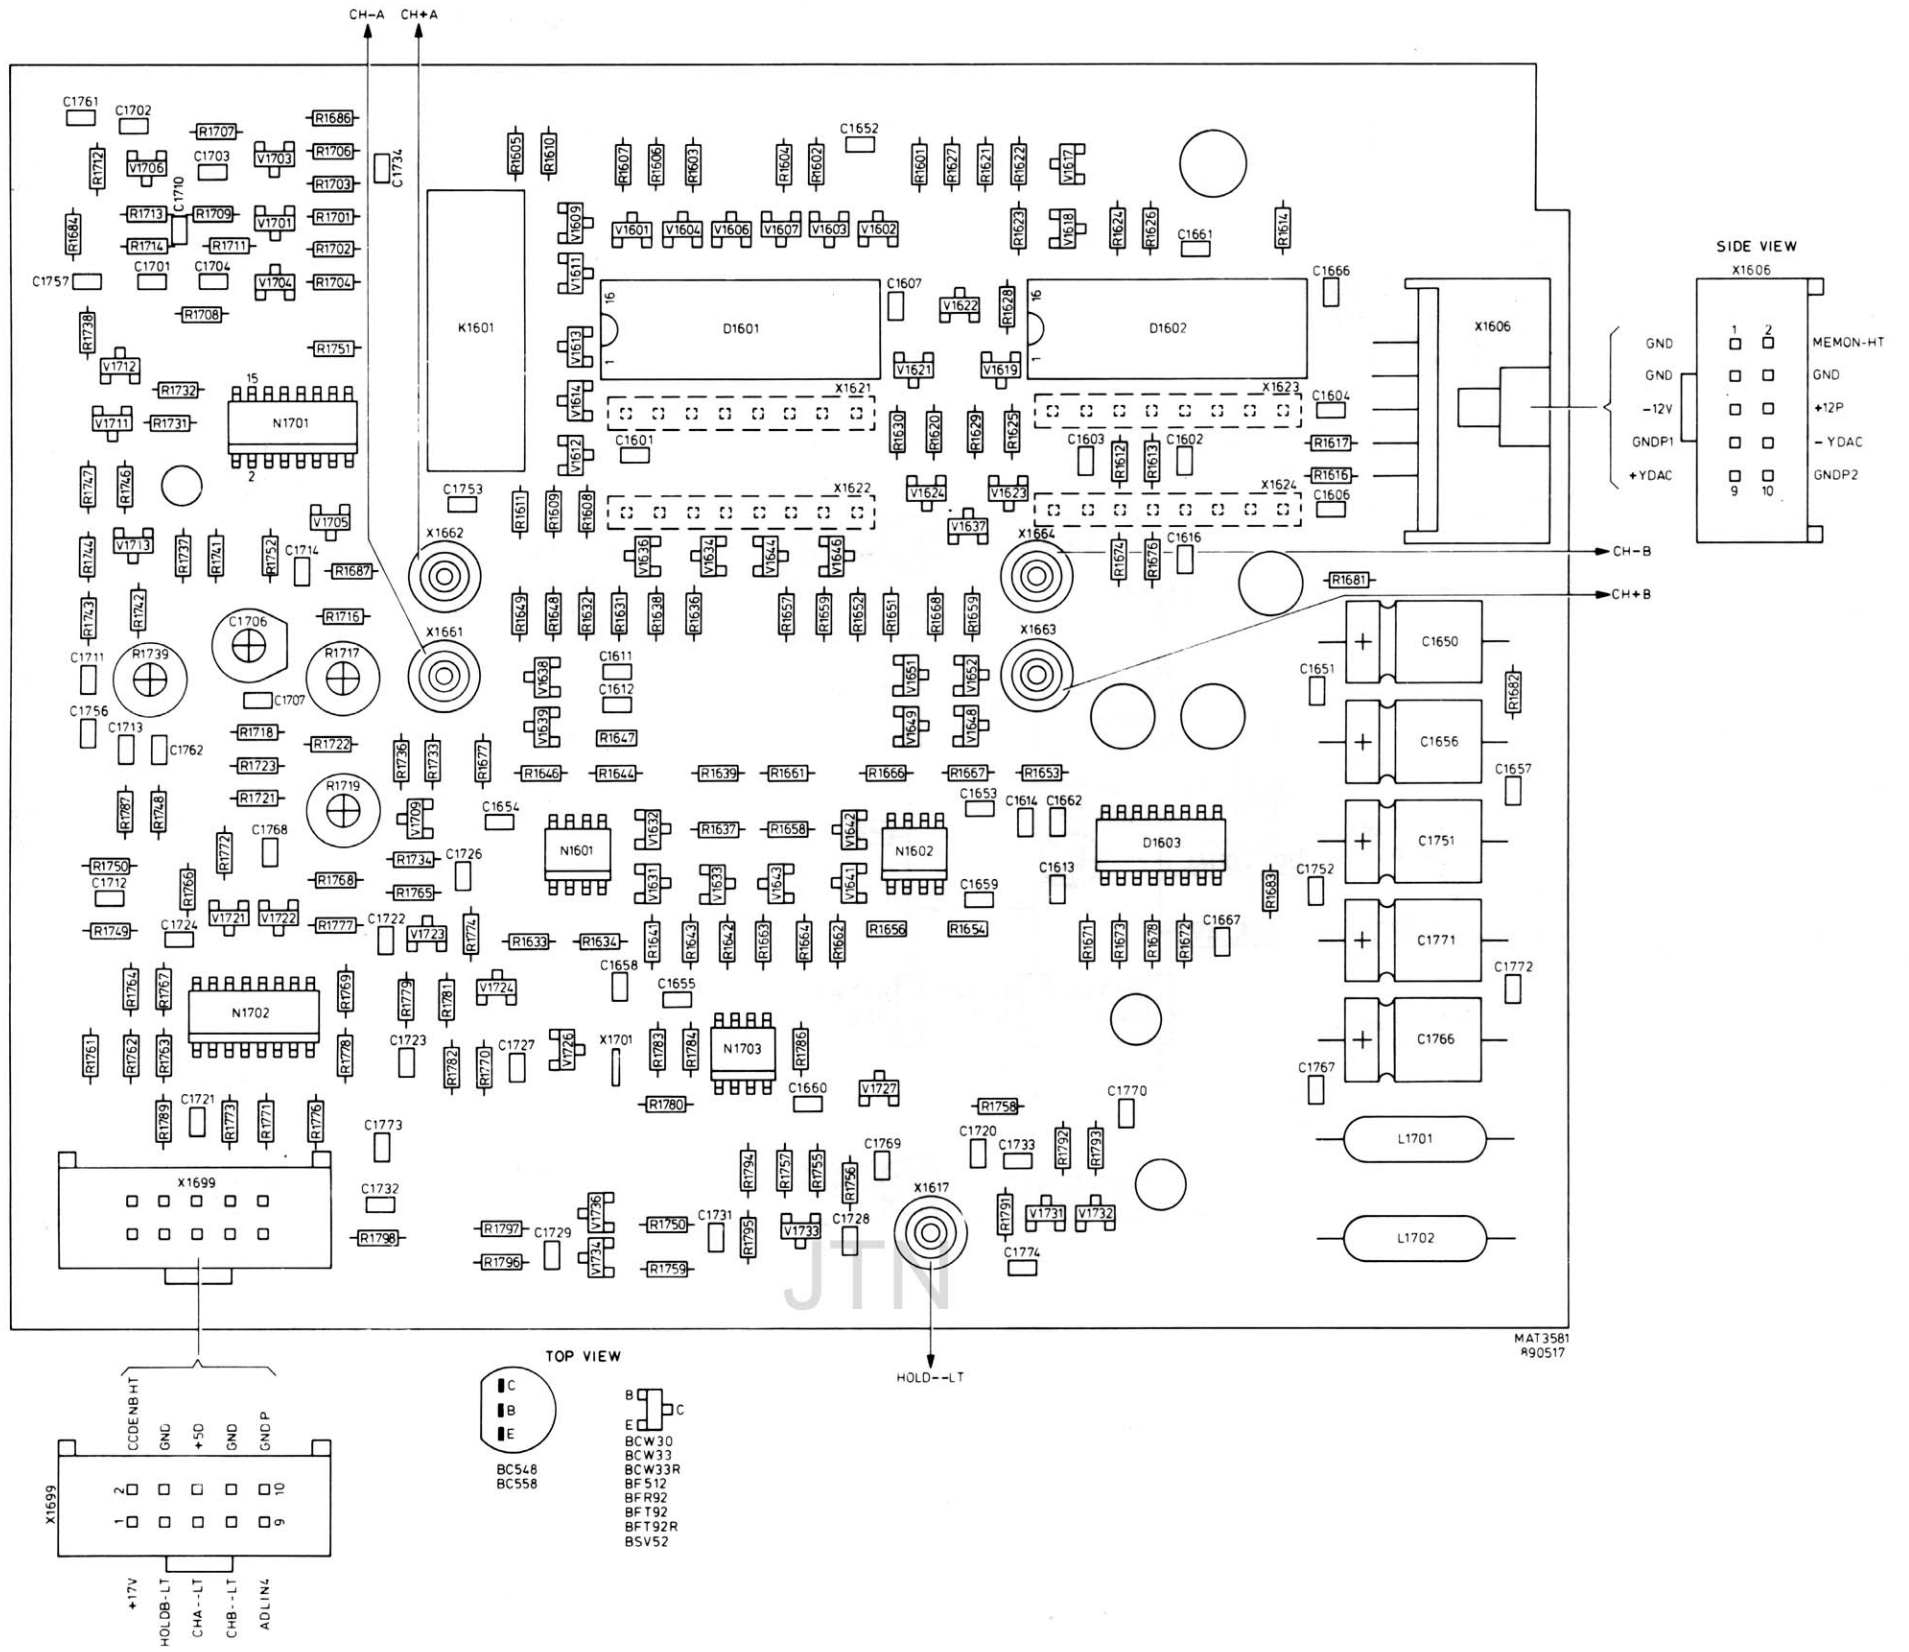 CH-A CH+A
C1761 C1702 R1707 R1686
C1652
R1712 V1706 C1703 V1703 R1706 C1734 R1605 R1610 R1607 R1606 R1603 R1604 R1602 R1601 R1627 R1621 R1622 V1617
R1703
C1710
R1684 R1713 R1709 V1701 R1701 V1609 V1601 V1604 V1606 V1607 V1603 V1602 R1623 V1618 R1624 R1626 C1661 R1614
R1714 R1711 R1702
SIDE VIEW
X1606
C1757 C1701 C1704 V1704 R1704 V1611 C1607 V1622 R1628 C1666
R1708
R1738 K1601 V1613 16 D1601 1 16 D1602 1 X1606
R1751
V1712 V1621 V1619
R1732 15 X1621 X1623 C1604
V1711 R1731 N1701 2 V1614 R1630 R1620 R1629 R1625
V1612 C1601 C1603 R1612 R1613 C1602 R1617
R1747 R1746 R1616
1 2
GND MEMON-HT
GND GND
-12V +12P
GNDP1 -YDAC
+YDAC GNDP2
9 10
C1753 R1611 R1609 R1608 X1622 V1624 V1623 X1624 C1606
V1705
V1637
R1744 V1713 R1737 R1741 R1752 C1714 R1687 X1662 V1636 V1634 V1644 V1646 X1664 R1674 R1676 C1616
CH-B
R1681
CH+B
R1743 R1742 C1706 R1716 X1661 R1649 R1648 R1632 R1631 R1638 R1636 R1657 R1659 R1652 R1651 R1668 R1659 X1663 C1650
C1711 R1739 R1717 V1638 C1611 V1651 V1652 C1651 R1682
C1707 C1612
C1756 C1713 C1762 R1718 R1722 V1639 R1647 V1649 V1648 C1656
R1723 R1736 R1733 R1677 R1646 R1644 R1639 R1661 R1666 R1667 R1653 C1657
R1787 R1748 R1721 R1719 V1709 C1654 C1653 C1614 C1662
R1772 C1768 N1601 V1632 R1637 R1658 V1642 N1602 D1603 C1751
R1750 R1734 C1726
C1712 R1766 R1768 R1765 V1631 V1633 V1643 V1641 C1659 C1613 R1683 C1752
R1749 C1724 V1721 V1722 R1777 C1722 V1723 R1774 R1633 R1634 R1641 R1643 R1642 R1663 R1664 R1662 R1656 R1654 R1671 R1673 R1678 R1672 C1667 C1771
R1764 R1767 N1702 R1769 R1779 R1781 V1724 C1658 C1655 C1772
R1761 R1762 R1763 R1778 C1723 R1782 R1770 C1727 V1726 X1701 R1783 R1784 N1703 R1786 C1766
C1660 V1727 C1767
R1789 C1721 R1773 R1771 R1776 C1773 R1780 R1758 C1770
C1720 C1733 R1792 R1793 L1701
X1699 C1732 R1794 R1757 R1755 R1756 C1769 X1617
R1798 R1797 C1729 V1736 R1750 C1731 R1795 V1733 C1728 R1791 V1731 V1732 L1702
R1796 V1734 R1759 C1774
JTN
MAT3581
890517
TOP VIEW
HOLD--LT
CCDENBHT GND +5D GND GNDP
X1699
2 10
1 9
+17V HOLDB-LT CHA--LT CHB--LT ADLIN4
C
B
E
BC548
BC558
B
C
E
BCW30
BCW33
BCW33R
BF512
BFR92
BFT92
BFT92R
BSV52